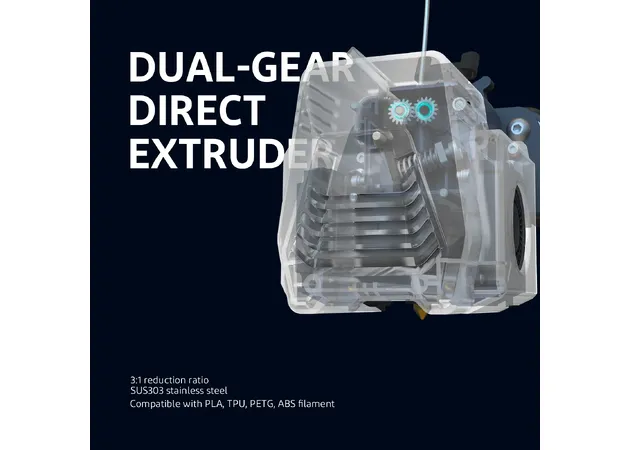 DUAL-GEAR
DIRECT
EXTRUDER
3:1 reduction ratio
SUS303 stainless steel
Compatible with PLA, TPU, PETG, ABS filament